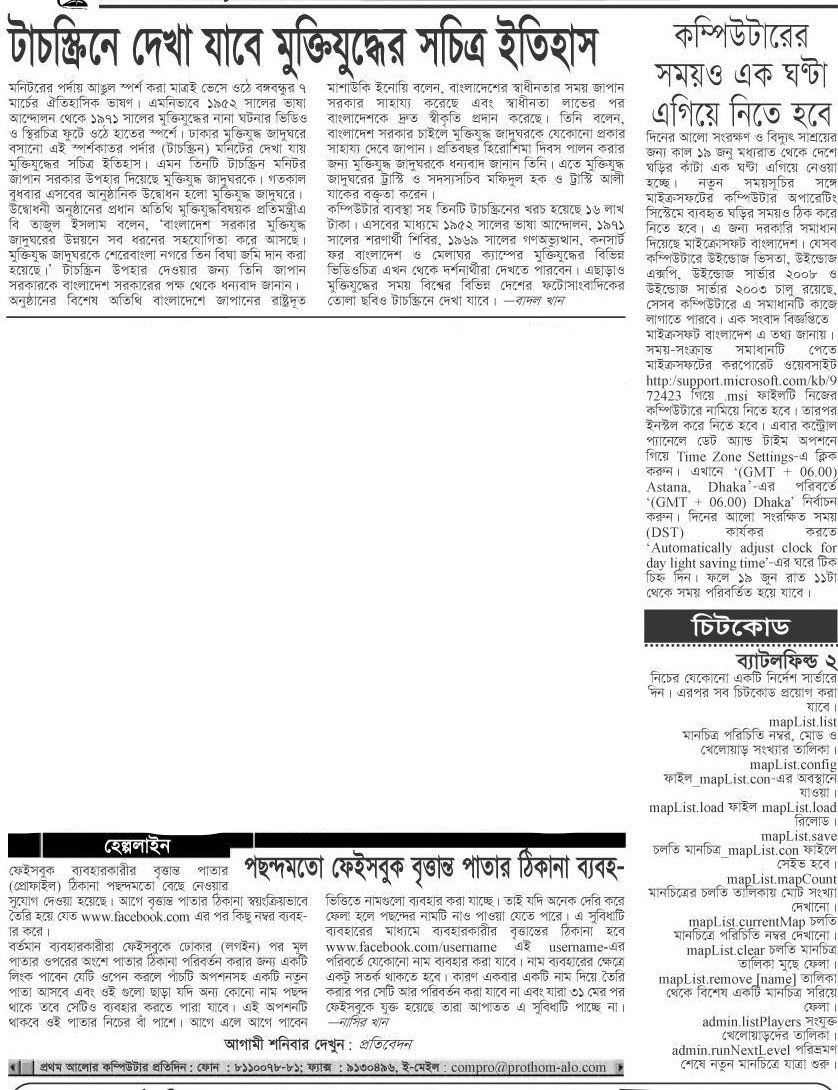 টাচস্ক্রিনে দেখা যাবে মুক্তিযুদ্ধের সচিত্র ইতিহাস
মনিটরের পর্দায় আঙুল স্পর্শ করা মাত্রই ভেসে ওঠে বঙ্গবন্ধুর ৭
মার্চের ঐতিহাসিক ভাষণ। এমনিভাবে ১৯৫২ সালের ভাষা
আন্দোলন থেকে ১৯৭১ সালের মুক্তিযুদ্ধের নানা ঘটনার ভিডিও
ও স্থিরচিত্র ফুটে ওঠে হাতের স্পর্শে। ঢাকার মুক্তিযুদ্ধ জাদুঘরে
বসানো এই স্পর্শকাতর পর্দার (টাচস্ক্রিন) মনিটের দেখা যায়
মুক্তিযুদ্ধের সচিত্র ইতিহাস। এমন তিনটি টাচস্ক্রিন মনিটর
জাপান সরকার উপহার দিয়েছে মুক্তিযুদ্ধ জাদুঘরকে। গতকাল
বুধবার এসবের আনুষ্ঠানিক উদ্বোধন হলো মুক্তিযুদ্ধ জাদুঘরে।
উদ্বোধনী অনুষ্ঠানের প্রধান অতিথি মুক্তিযুদ্ধবিষয়ক প্রতিমন্ত্রীএ
বি তাজুল ইসলাম বলেন, 'বাংলাদেশ সরকার মুক্তিযুদ্ধ
জাদুঘরের উন্নয়নে সব ধরনের সহযোগিতা করে আসছে।
মুক্তিযুদ্ধ জাদুঘরকে শেরেবাংলা নগরে তিন বিঘা জমি দান করা
হয়েছে।' টাচস্ক্রিন উপহার দেওয়ার জন্য তিনি জাপান
সরকারকে বাংলাদেশ সরকারের পক্ষ থেকে ধন্যবাদ জানান।
অনুষ্ঠানের বিশেষ অতিথি বাংলাদেশে জাপানের রাষ্ট্রদূত
মাশাউকি ইনোয়ি বলেন, বাংলাদেশের স্বাধীনতার সময় জাপান
সরকার সাহায্য করেছে এবং স্বাধীনতা লাভের পর
বাংলাদেশকে দ্রুত স্বীকৃতি প্রদান করেছে। তিনি বলেন,
বাংলাদেশ সরকার চাইলে মুক্তিযুদ্ধ জাদুঘরকে যেকোনো প্রকার
সাহায্য দেবে জাপান। প্রতিবছর হিরোশিমা দিবস পালন করার
জন্য মুক্তিযুদ্ধ জাদুঘরকে ধন্যবাদ জানান তিনি। এতে মুক্তিযুদ্ধ
জাদুঘরের ট্রাস্টি ও সদস্যসচিব মফিদুল হক ও ট্রাস্টি আলী
যাকের বক্তৃতা করেন।
কম্পিউটার ব্যবস্থা সহ তিনটি টাচস্ক্রিনের খরচ হয়েছে ১৬ লাখ
টাকা। এসবের মাধ্যমে ১৯৫২ সালের ভাষা আন্দোলন, ১৯৭১
সালের শরণার্থী শিবির, ১৯৬৯ সালের গণঅভ্যুত্থান, কনসার্ট
ফর বাংলাদেশ ও মেলাঘর ক্যাম্পের মুক্তিযুদ্ধের বিভিন্ন
ভিডিওচিত্র এখন থেকে দর্শনার্থীরা দেখতে পারবেন। এছাড়াও
মুক্তিযুদ্ধের সময় বিশ্বের বিভিন্ন দেশের ফটোসাংবাদিকের
তোলা ছবিও টাচস্ক্রিনে দেখা যাবে। —বাদল খান
কম্পিউটারের
সময়ও এক ঘণ্টা
এগিয়ে নিতে হবে
দিনের আলো সংরক্ষণ ও বিদ্যুৎ সাশ্রয়ের
জন্য কাল ১৯ জনু মধ্যরাত থেকে দেশে
ঘড়ির কাঁটা এক ঘণ্টা এগিয়ে নেওয়া
হচ্ছে। নতুন সময়সূচির সঙ্গে
মাইক্রসফটের কম্পিউটার অপারেটিং
সিস্টেমে ব্যবহৃত ঘড়ির সময়ও ঠিক করে
নিতে হবে। এ জন্য দরকারি সমাধান
দিয়েছে মাইক্রোসফট বাংলাদেশ। যেসব
কম্পিউটারে উইন্ডোজ ভিসতা, উইন্ডোজ
এক্সপি, উইন্ডোজ সার্ভার ২০০৮ ও
উইন্ডোজ সার্ভার ২০০৩ চালু রয়েছে,
সেসব কম্পিউটারে এ সমাধানটি কাজে
লাগাতে পারবে। এক সংবাদ বিজ্ঞপ্তিতে
মাইক্রসফট বাংলাদেশ এ তথ্য জানায়।
সময়-সংক্রান্ত সমাধানটি পেতে
মাইক্রসফটের করপোরেট ওয়েবসাইট
http:/support.microsoft.com/kb/9
72423 গিয়ে .msi ফাইলটি নিজের
কম্পিউটারে নামিয়ে নিতে হবে। তারপর
ইনস্টল করে নিতে হবে। এবার কন্ট্রোল
প্যানেলে ডেট অ্যান্ড টাইম অপশনে
গিয়ে Time Zone Settings-এ ক্লিক
করুন। এখানে '(GMT + 06.00)
Astana, Dhaka'-এর পরিবর্তে
'(GMT + 06.00) Dhaka' নির্বাচন
করুন। দিনের আলো সংরক্ষিত সময়
(DST) কার্যকর করতে
'Automatically adjust clock for
day light saving time'-এর ঘরে টিক
চিহ্ন দিন। ফলে ১৯ জুন রাত ১১টা
থেকে সময় পরিবর্তিত হয়ে যাবে।
চিটকোড
ব্যাটলফিল্ড ২
নিচের যেকোনো একটি নির্দেশ সার্ভারে
দিন। এরপর সব চিটকোড প্রয়োগ করা
যাবে।
mapList.list
মানচিত্র পরিচিতি নম্বর, মোড ও
খেলোয়াড় সংখ্যার তালিকা।
mapList.config
ফাইল_mapList.con-এর অবস্থানে
যাওয়া।
mapList.load ফাইল mapList.load
রিলোড।
mapList.save
চলতি মানচিত্র_mapList.con ফাইলে
সেইভ হবে।
mapList.mapCount
মানচিত্রের চলতি তালিকায় মোট সংখ্যা
দেখানো।
mapList.currentMap চলতি
মানচিত্রে পরিচিতি নম্বর দেখানো।
mapList.clear চলতি মানচিত্র
তালিকা মুছে ফেলা।
mapList.remove [name] তালিকা
থেকে বিশেষ একটি মানচিত্র সরিয়ে
ফেলা।
admin.listPlayers সংযুক্ত
খেলোয়াড়দের তালিকা।
admin.runNextLevel পরিভ্রমণ
শেষে নতুন মানচিত্রে যাত্রা শুরু।
হেল্পলাইন
পছন্দমতো ফেইসবুক বৃত্তান্ত পাতার ঠিকানা ব্যবহ-
ফেইসবুক ব্যবহারকারীর বৃত্তান্ত পাতার
(প্রোফাইল) ঠিকানা পছন্দমতো বেছে নেওয়ার
সুযোগ দেওয়া হয়েছে। আগে বৃত্তান্ত পাতার ঠিকানা স্বয়ংক্রিয়ভাবে
তৈরি হয়ে যেত www.facebook.com এর পর কিছু নম্বর ব্যবহ-
ার করে।
বর্তমান ব্যবহারকারীরা ফেইসবুকে ঢোকার (লগইন) পর মূল
পাতার ওপরের অংশে পাতার ঠিকানা পরিবর্তন করার জন্য একটি
লিংক পাবেন যেটি ওপেন করলে পাঁচটি অপশনসহ একটি নতুন
পাতা আসবে এবং ওই গুলো ছাড়া যদি অন্য কোনো নাম পছন্দ
থাকে তবে সেটিও ব্যবহার করতে পারা যাবে। এই অপশনটি
থাকবে ওই পাতার নিচের বাঁ পাশে। আগে এলে আগে পাবেন
ভিত্তিতে নামগুলো ব্যবহার করা যাচ্ছে। তাই যদি অনেক দেরি করে
ফেলা হলে পছন্দের নামটি নাও পাওয়া যেতে পারে। এ সুবিধাটি
ব্যবহারের মাধ্যমে ব্যবহারকারীর বৃত্তান্তের ঠিকানা হবে
www.facebook.com/username এই username-এর
পরিবর্তে যেকোনো নাম ব্যবহার করা যাবে। নাম ব্যবহারের ক্ষেত্রে
একটু সতর্ক থাকতে হবে। কারণ একবার একটি নাম দিয়ে তৈরি
করার পর সেটি আর পরিবর্তন করা যাবে না এবং যারা ৩১ মের পর
ফেইসবুকে যুক্ত হয়েছে তারা আপাতত এ সুবিধাটি পাচ্ছে না।
—নাসির খান
আগামী শনিবার দেখুন : প্রতিবেদন
প্রথম আলোর কম্পিউটার প্রতিদিন : ফোন : ৮১১০০৭৮-৮১; ফ্যাক্স : ৯১৩০৪৯৬, ই-মেইল : compro@prothom-alo.com